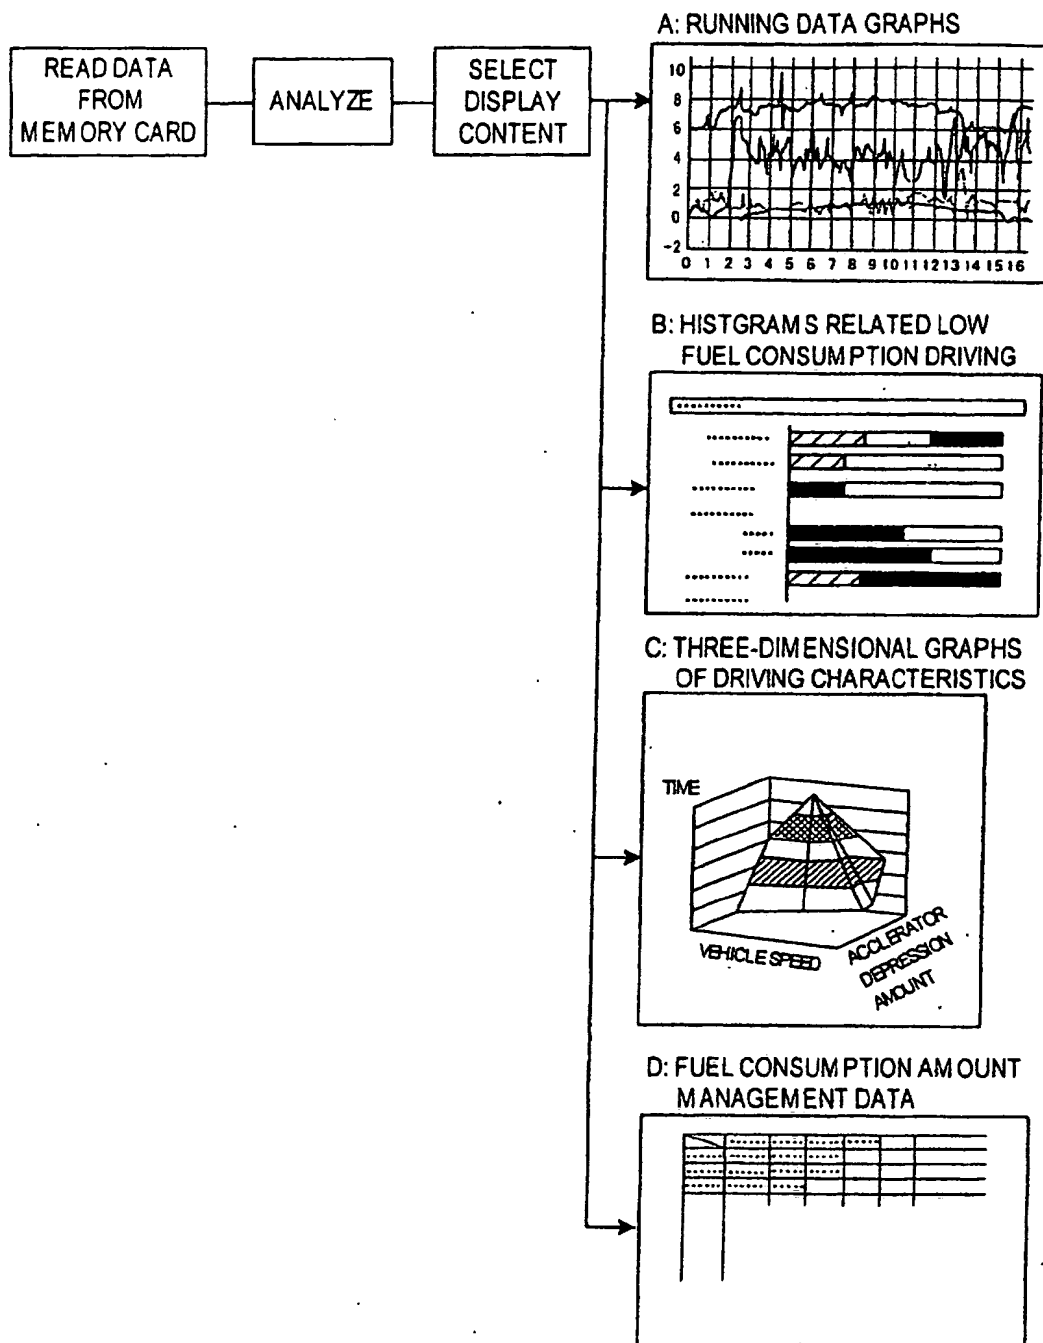 READ DATA
FROM
MEMORY CARD
ANALYZE
SELECT
DISPLAY
CONTENT
A: RUNNING DATA GRAPHS
10
8
6
4
2
0
-2
0 1 2 3 4 5 6 7 8 9 10 11 12 13 14 15 16
B: HISTGRAMS RELATED LOW
FUEL CONSUMPTION DRIVING
C: THREE-DIMENSIONAL GRAPHS
OF DRIVING CHARACTERISTICS
TIME
VEHICLE SPEED
ACCLERATOR
DEPRESSION
AMOUNT
D: FUEL CONSUMPTION AMOUNT
MANAGEMENT DATA